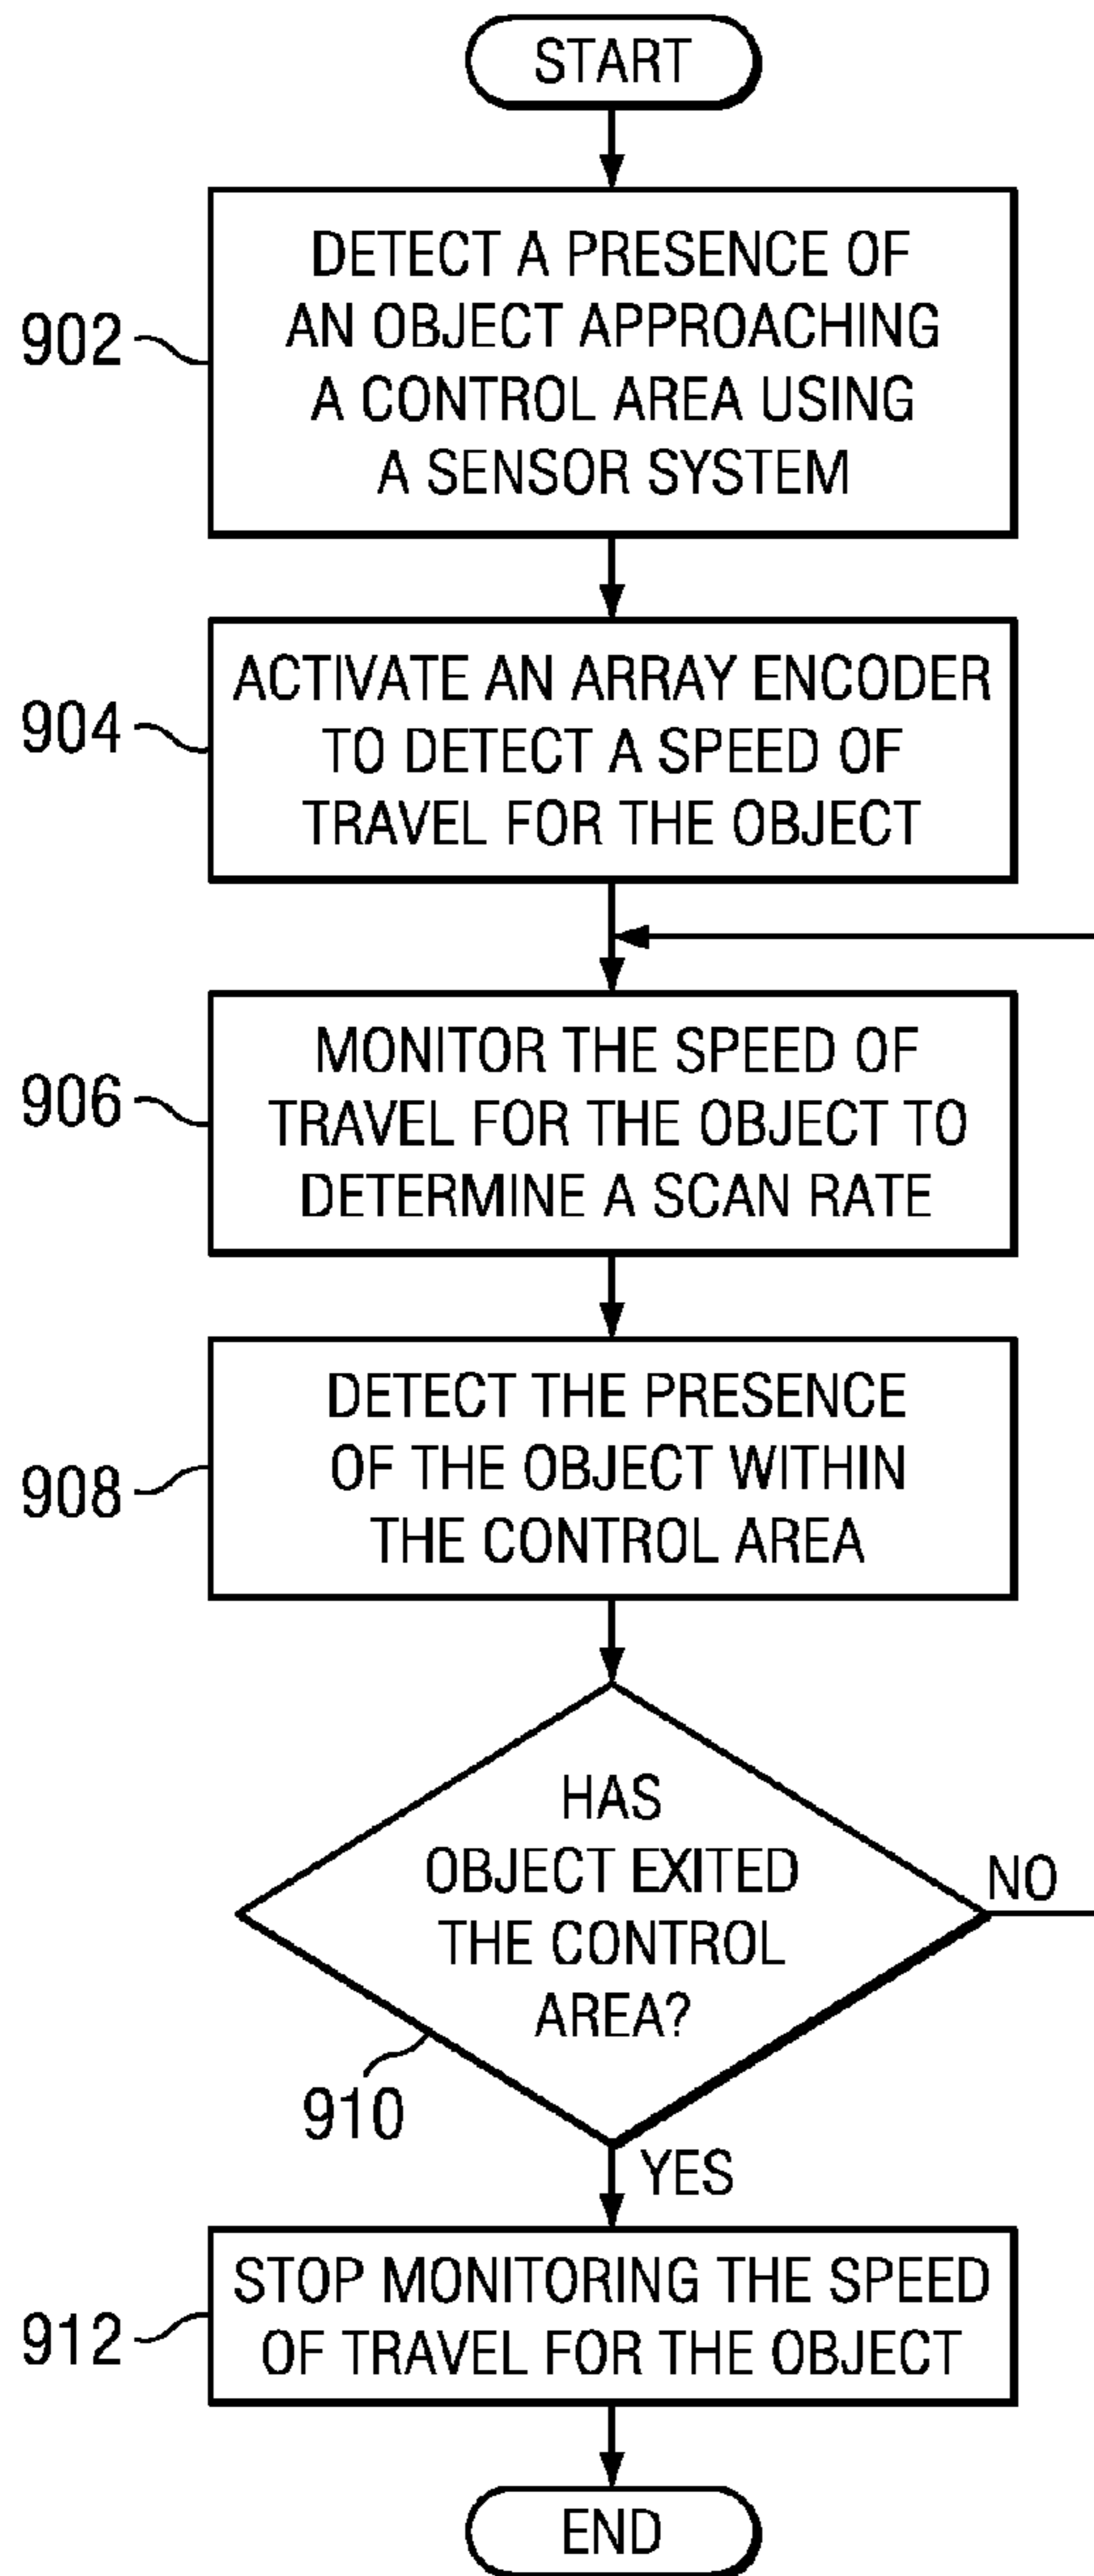 START
902
DETECT A PRESENCE OF
AN OBJECT APPROACHING
A CONTROL AREA USING
A SENSOR SYSTEM
904
ACTIVATE AN ARRAY ENCODER
TO DETECT A SPEED OF
TRAVEL FOR THE OBJECT
906
MONITOR THE SPEED OF
TRAVEL FOR THE OBJECT TO
DETERMINE A SCAN RATE
908
DETECT THE PRESENCE
OF THE OBJECT WITHIN
THE CONTROL AREA
HAS
OBJECT EXITED
THE CONTROL
AREA?
NO
910
YES
912
STOP MONITORING THE SPEED
OF TRAVEL FOR THE OBJECT
END